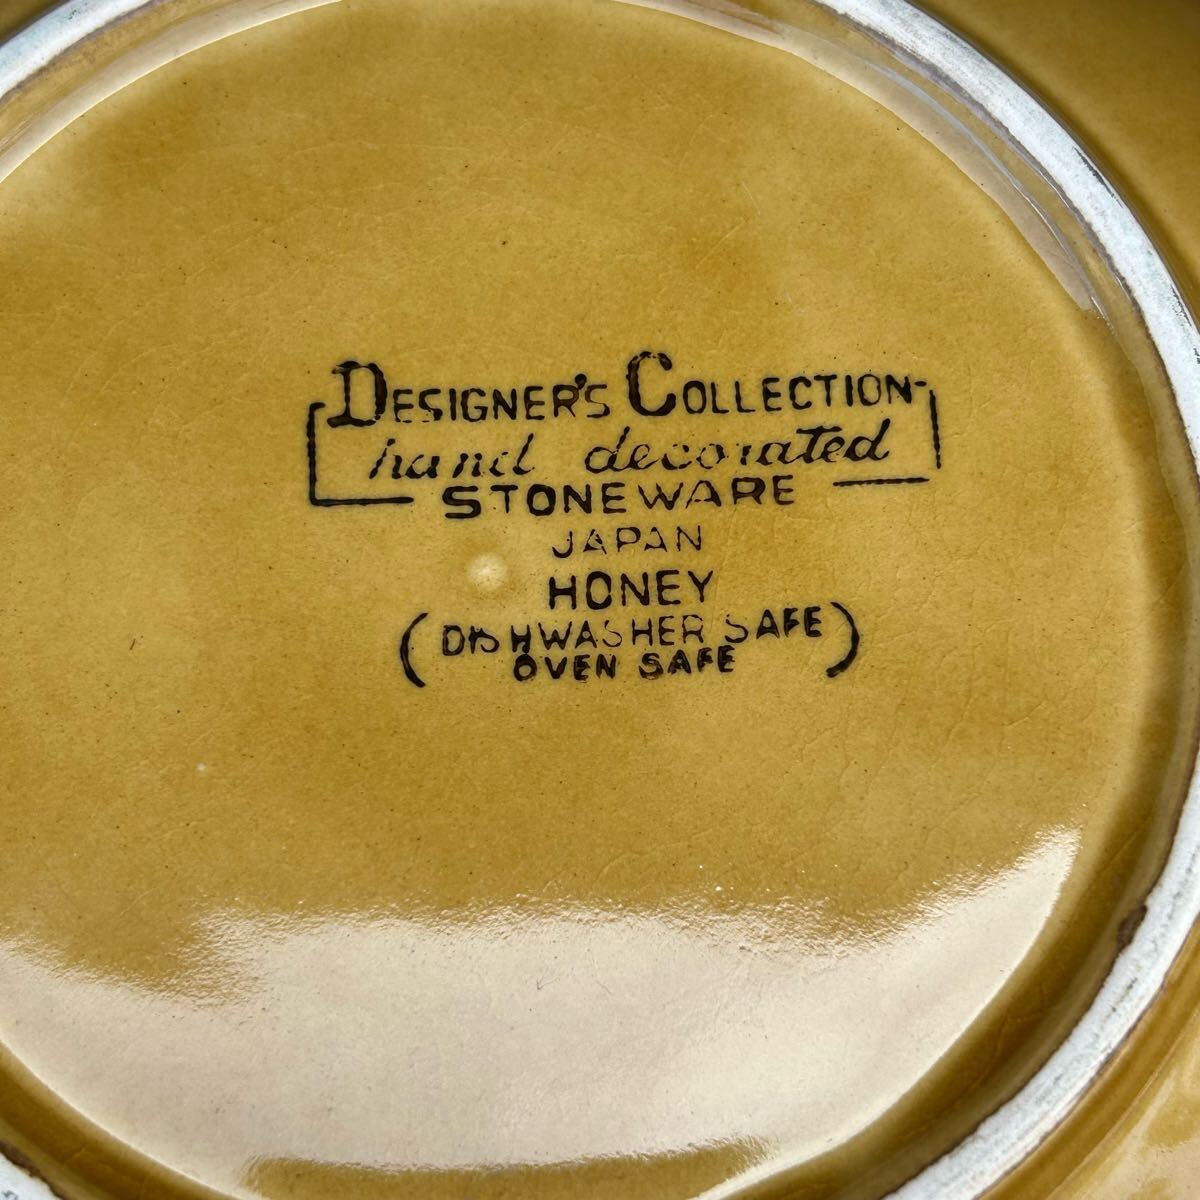 DESIGNER'S COLLECTION
hand decorated
STONEWARE
JAPAN
HONEY
(DISHWASHER SAFE
OVEN SAFE)